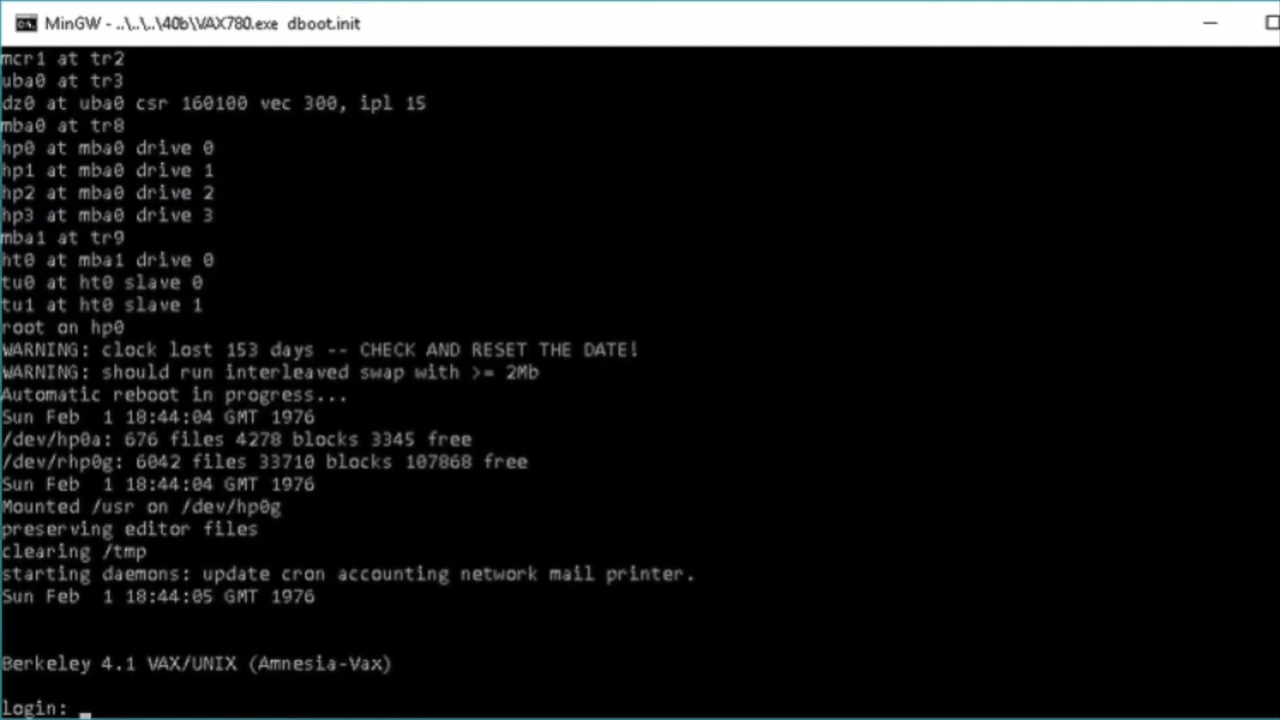 MinGW - ..\..\..\40b\VAX780.exe dboot.init
mcr1 at tr2
uba0 at tr3
dz0 at uba0 csr 160100 vec 300, ipl 15
mba0 at tr8
hp0 at mba0 drive 0
hp1 at mba0 drive 1
hp2 at mba0 drive 2
hp3 at mba0 drive 3
mba1 at tr9
ht0 at mba1 drive 0
tu0 at ht0 slave 0
tu1 at ht0 slave 1
root on hp0
WARNING: clock lost 153 days -- CHECK AND RESET THE DATE!
WARNING: should run interleaved swap with >= 2Mb
Automatic reboot in progress...
Sun Feb  1 18:44:04 GMT 1976
/dev/hp0a: 676 files 4278 blocks 3345 free
/dev/rhp0g: 6042 files 33710 blocks 107868 free
Sun Feb  1 18:44:04 GMT 1976
Mounted /usr on /dev/hp0g
preserving editor files
clearing /tmp
starting daemons: update cron accounting network mail printer.
Sun Feb  1 18:44:05 GMT 1976
Berkeley 4.1 VAX/UNIX (Amnesia-Vax)
login: _